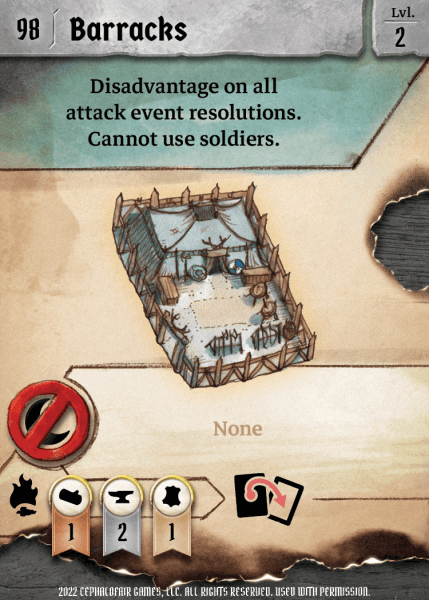 98 Barracks
Lvl.
2
Disadvantage on all
attack event resolutions.
Cannot use soldiers.
None
1 2 1
2022 CEPHALOFAIR GAMES, LLC. ALL RIGHTS RESERVED. USED WITH PERMISSION.